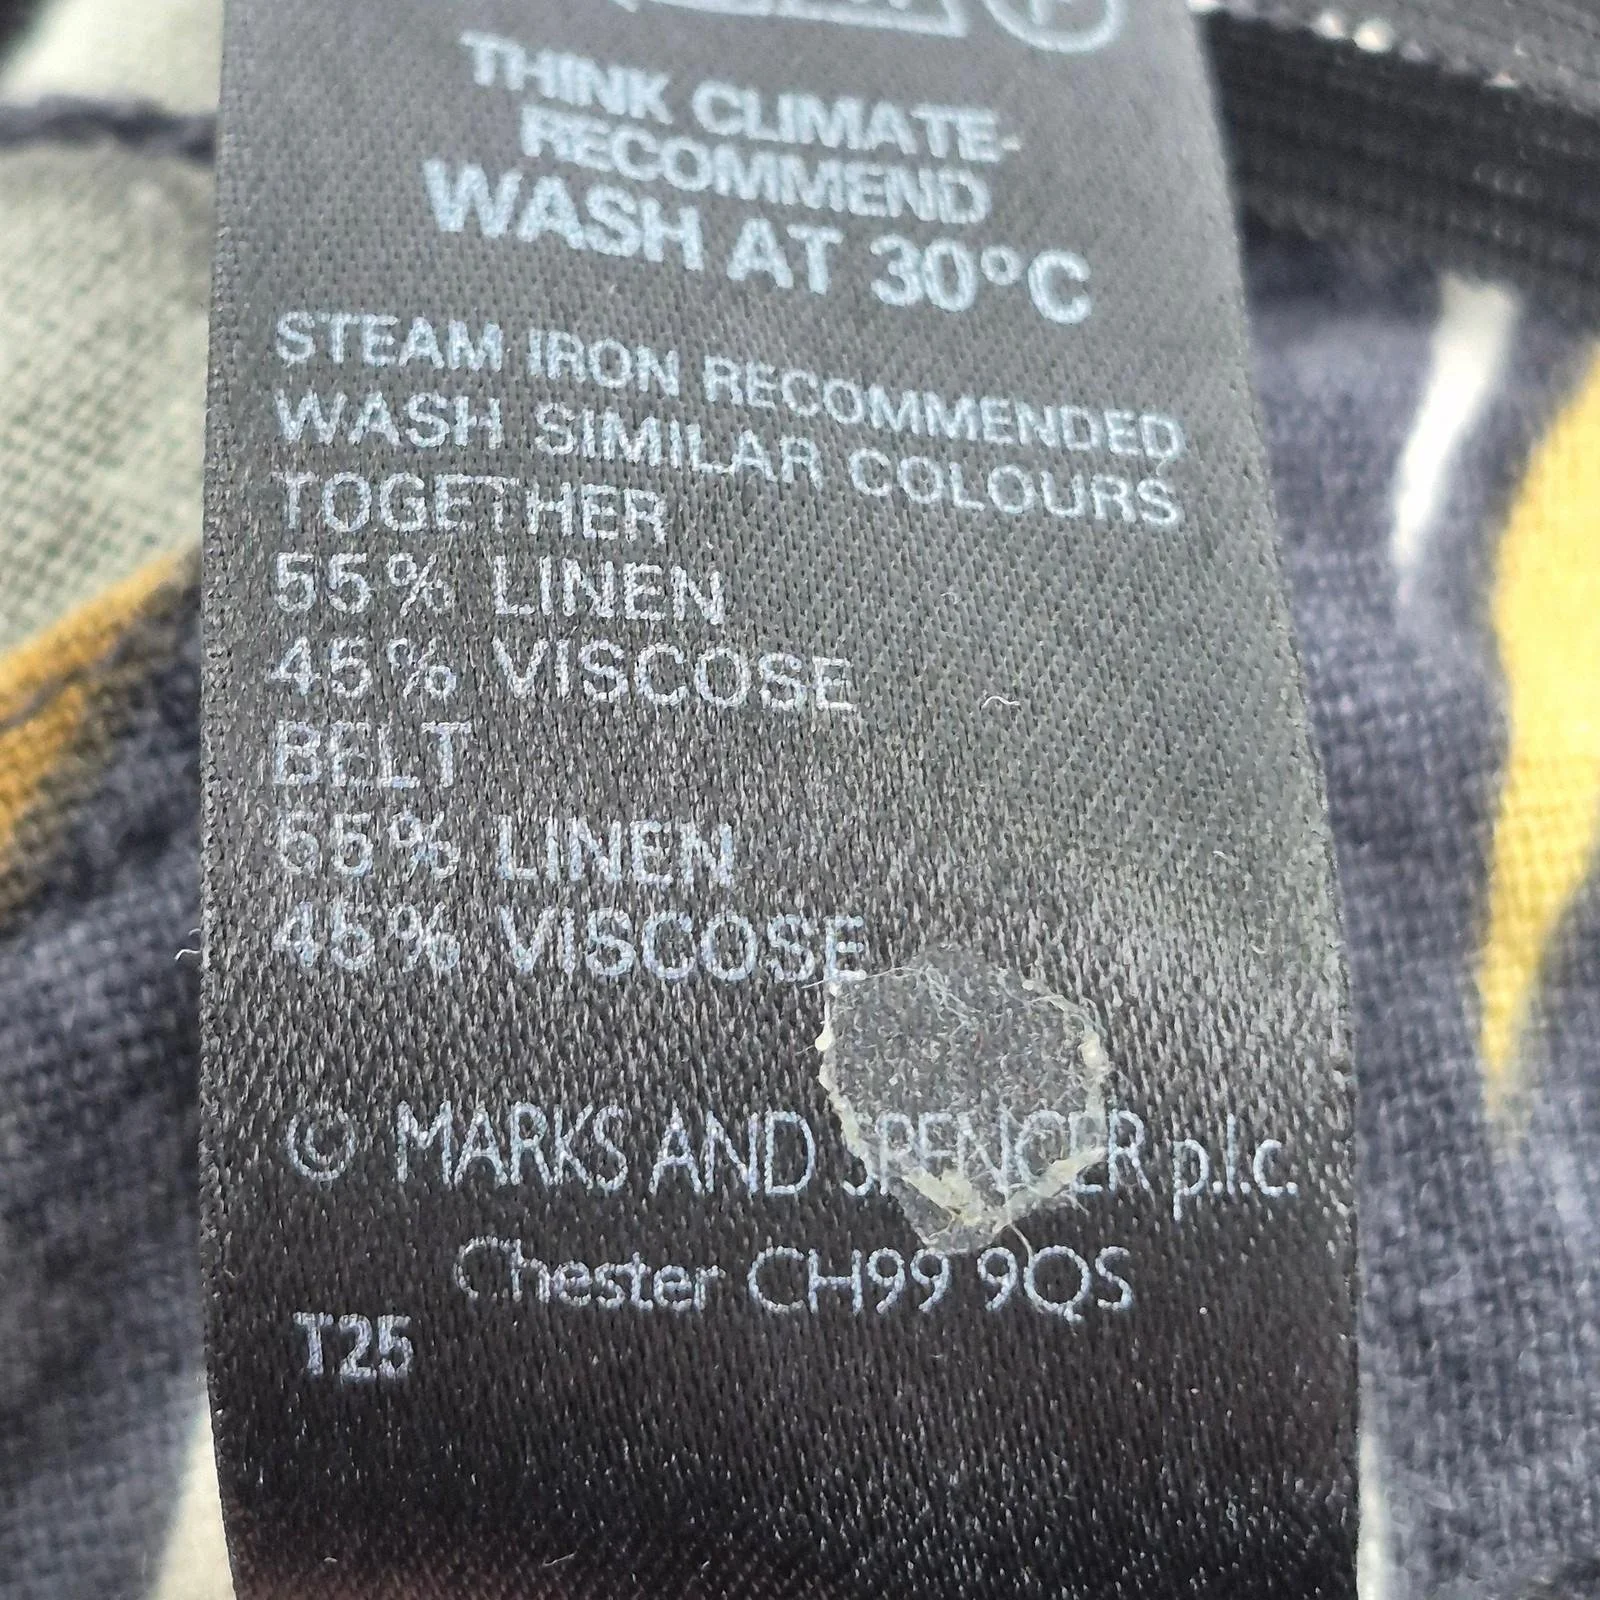 THINK CLIMATE-
RECOMMEND
WASH AT 30°C
STEAM IRON RECOMMENDED
WASH SIMILAR COLOURS
TOGETHER
55% LINEN
45% VISCOSE
BELT
55% LINEN
45% VISCOSE
© MARKS AND SPENCER p.l.c.
Chester CH99 9QS
T25